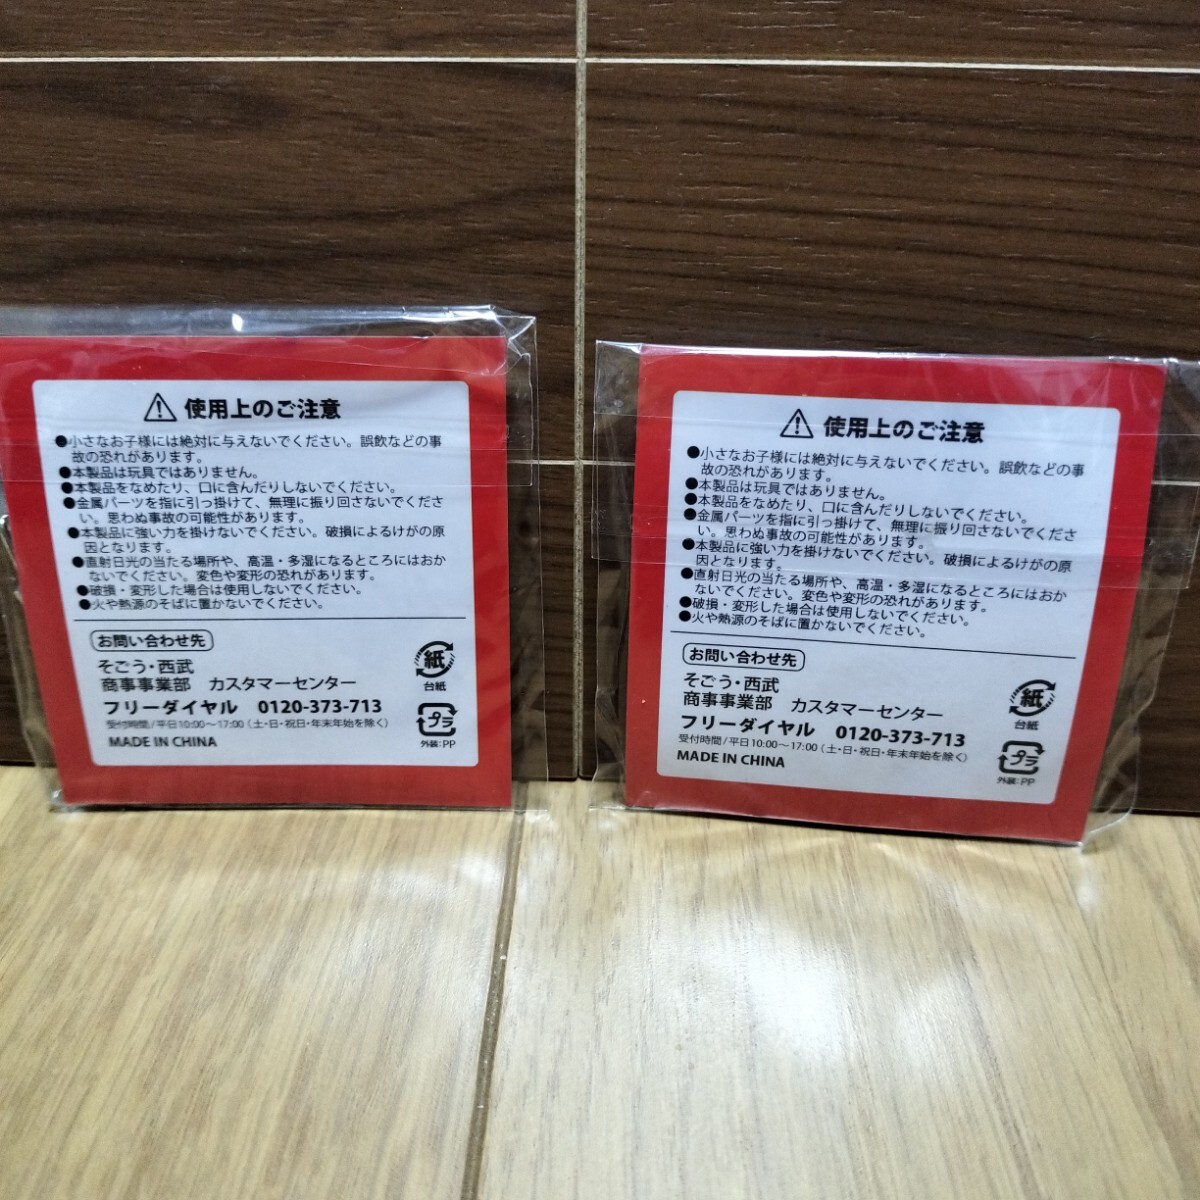 使用上のご注意
●小さなお子様には絶対に与えないでください。誤飲などの事
故の恐れがあります。
●本製品は玩具ではありません。
●本製品をなめたり、口に含んだりしないでください。
●金属パーツを指に引っ掛けて、無理に振り回さないでくださ
い。思わぬ事故の可能性があります。
●本製品に強い力を掛けないでください。破損によるけがの原
因となります。
●直射日光の当たる場所や、高温・多湿になるところにはおか
ないでください。変色や変形の恐れがあります。
●破損・変形した場合は使用しないでください。
●火や熱源のそばに置かないでください。
お問い合わせ先
そごう・西武
商事事業部 カスタマーセンター
フリーダイヤル 0120-373-713
受付時間/平日10:00～17:00(土・日・祝日・年末年始を除く)
MADE IN CHINA
紙
台紙
プラ
外装:PP
使用上のご注意
●小さなお子様には絶対に与えないでください。誤飲などの事
故の恐れがあります。
●本製品は玩具ではありません。
●本製品をなめたり、口に含んだりしないでください。
●金属パーツを指に引っ掛けて、無理に振り回さないでくださ
い。思わぬ事故の可能性があります。
●本製品に強い力を掛けないでください。破損によるけがの原
因となります。
●直射日光の当たる場所や、高温・多湿になるところにはおか
ないでください。変色や変形の恐れがあります。
●破損・変形した場合は使用しないでください。
●火や熱源のそばに置かないでください。
お問い合わせ先
そごう・西武
商事事業部 カスタマーセンター
フリーダイヤル 0120-373-713
受付時間/平日10:00～17:00(土・日・祝日・年末年始を除く)
MADE IN CHINA
紙
台紙
プラ
外装:PP